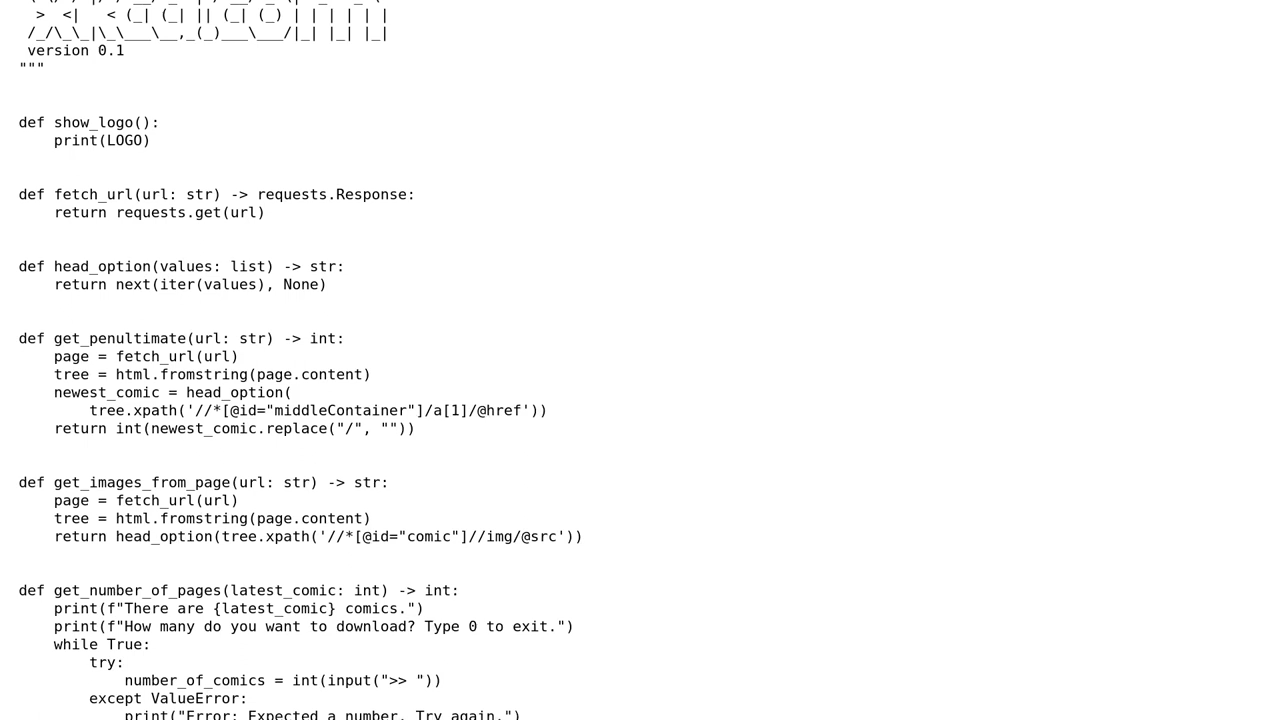 > <| < (_| (_| || (_| (_) | | | | | |
/_/\_\_|\_\___\__,_(_)___\___/|_| |_| |_|
version 0.1
"""
def show_logo():
print(LOGO)
def fetch_url(url: str) -> requests.Response:
return requests.get(url)
def head_option(values: list) -> str:
return next(iter(values), None)
def get_penultimate(url: str) -> int:
page = fetch_url(url)
tree = html.fromstring(page.content)
newest_comic = head_option(
tree.xpath('//*[@id="middleContainer"]/a[1]/@href'))
return int(newest_comic.replace("/", ""))
def get_images_from_page(url: str) -> str:
page = fetch_url(url)
tree = html.fromstring(page.content)
return head_option(tree.xpath('//*[@id="comic"]//img/@src'))
def get_number_of_pages(latest_comic: int) -> int:
print(f"There are {latest_comic} comics.")
print(f"How many do you want to download? Type 0 to exit.")
while True:
try:
number_of_comics = int(input(">> "))
except ValueError:
print("Error: Expected a number. Try again.")